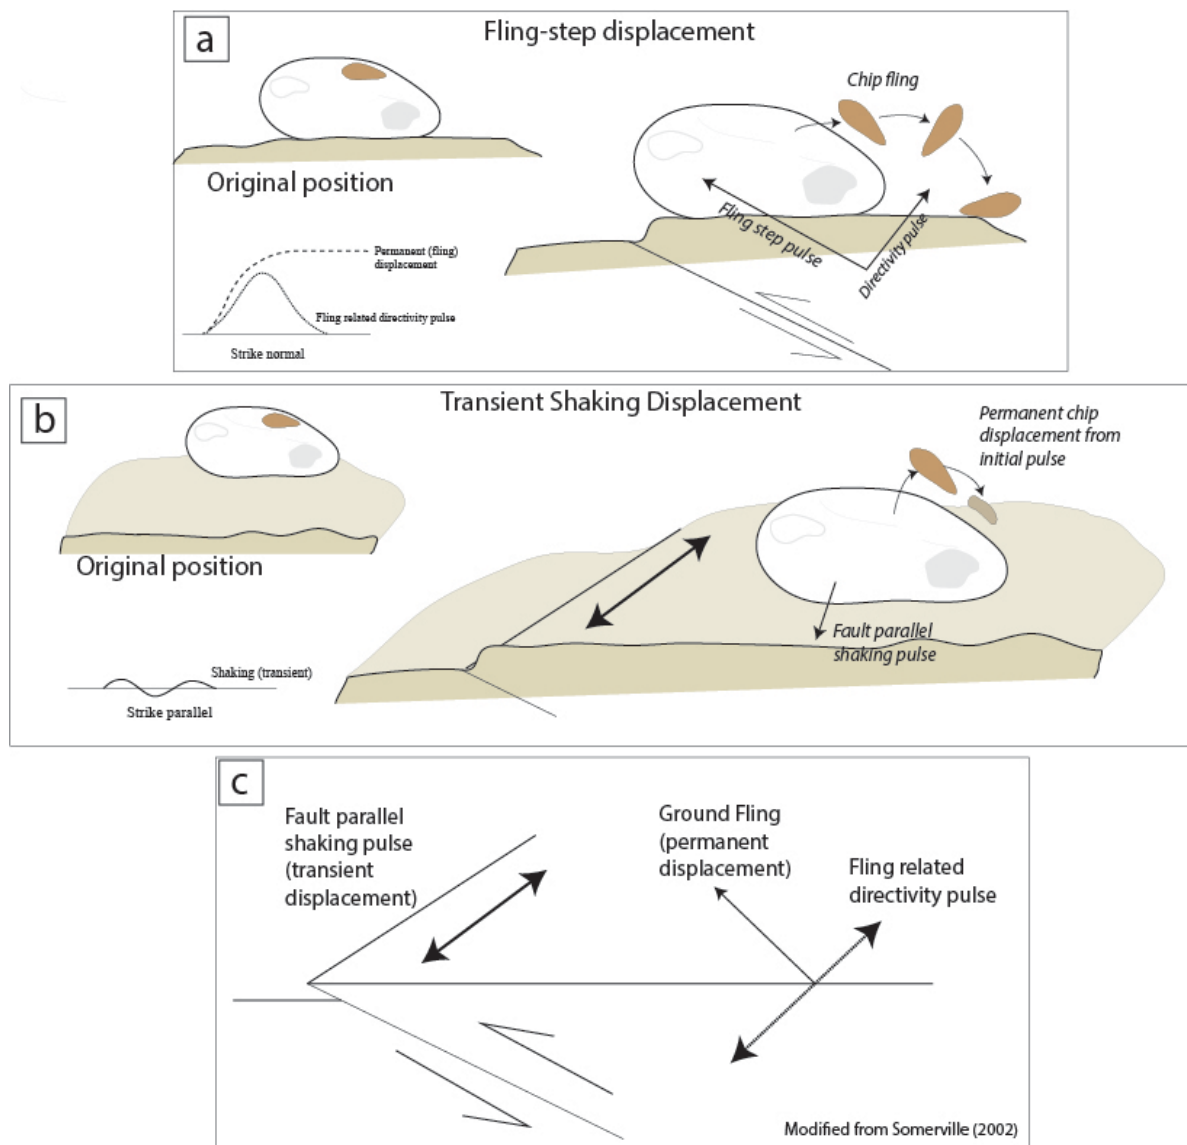 a
Fling-step displacement
Chip fling
Original position
Fling step pulse
Directivity pulse
Permanent (fling)
displacement
Fling related directivity pulse
Strike normal
b
Transient Shaking Displacement
Permanent chip
displacement from
initial pulse
Original position
Fault parallel
shaking pulse
Shaking (transient)
Strike parallel
c
Fault parallel
shaking pulse
(transient
displacement)
Ground Fling
(permanent
displacement)
Fling related
directivity pulse
Modified from Somerville (2002)